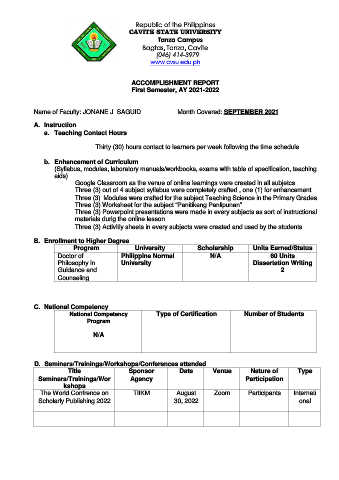 Republic of the Philippines
CAVITE STATE UNIVERSITY
Tanza Campus
Bagtas, Tanza, Cavite
(046) 414-3979
www.cvsu.edu.ph
ACCOMPLISHMENT REPORT
First Semester, AY 2021-2022
Name of Faculty: JONANE J SAGUID Month Covered: SEPTEMBER 2021
A. Instruction
a. Teaching Contact Hours
Thirty (30) hours contact to learners per week following the time schedule
b. Enhancement of Curriculum
(Syllabus, modules, laboratory manuals/workbooks, exams with table of specification, teaching
aids)
Google Classroom as the venue of online learnings were created in all subjetcs
Three (3) out of 4 subject syllabus were completely crafted , one (1) for enhancement
Three (3) Modules were crafted for the subject Teaching Science in the Primary Grades
Three (3) Worksheet for the subject "Panitikang Panlipunan"
Three (3) Powerpoint presentations were made in every subjects as sort of instructional
materials durig the online lesson
Three (3) Activity sheets in every subjects were created and used by the students
B. Enrollment to Higher Degree
Program University Scholarship Units Earned/Status
Doctor of Philippine Normal N/A 60 Units
Philosophy in University Dissertation Writing
Guidance and 2
Counseling
C. National Competency
National Competency Type of Certification Number of Students
Program
N/A
D. Seminars/Trainings/Workshops/Conferences attended
Title Sponsor Date Venue Nature of Type
Seminars/Trainings/Wor Agency Participation
kshops
The World Confrence on TIIKM August Zoom Participants Internati
Scholarly Publishing 2022 30, 2022 onal